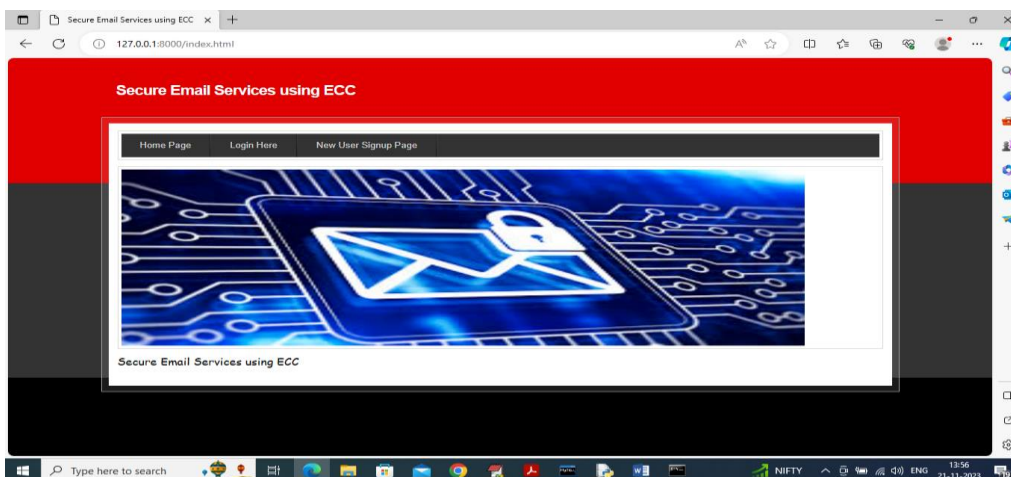 Secure Email Services using ECC
127.0.0.1:8000/index.html
Secure Email Services using ECC
Home Page Login Here New User Signup Page
Secure Email Services using ECC
Type here to search
NIFTY
ENG
13:56
21-11-2023